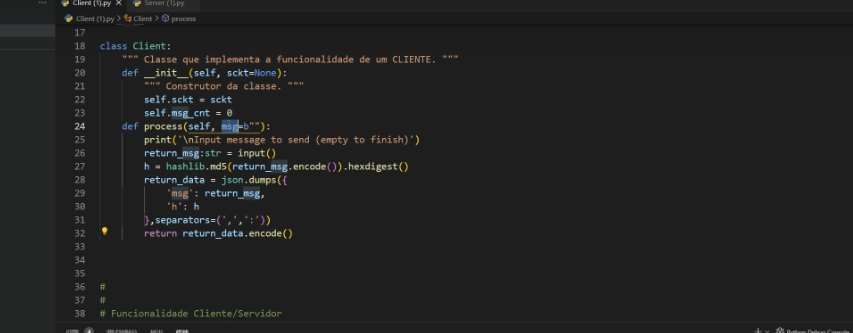 Client (1).py × Server (1).py
Client (1).py > Client > process
17
18 class Client:
19     """ Classe que implementa a funcionalidade de um CLIENTE. """
20     def __init__(self, sckt=None):
21         """ Construtor da classe. """
22         self.sckt = sckt
23         self.msg_cnt = 0
24     def process(self, msg=b""):
25         print('\nInput message to send (empty to finish)')
26         return_msg:str = input()
27         h = hashlib.md5(return_msg.encode()).hexdigest()
28         return_data = json.dumps({
29             'msg': return_msg,
30             'h': h
31         },separators=(',',':'))
32         return return_data.encode()
33
34
35
36 #
37 #
38 # Funcionalidade Cliente/Servidor
Python Debug Console